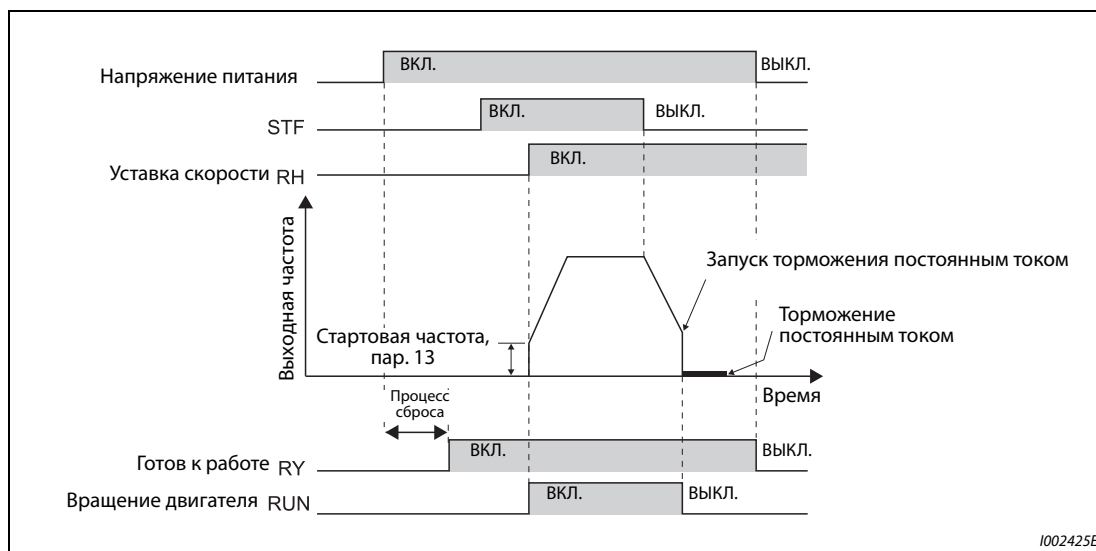 Напряжение питания
ВКЛ.
ВЫКЛ.
STF
ВКЛ.
ВЫКЛ.
Уставка скорости RH
ВКЛ.
Выходная частота
Запуск торможения постоянным током
Торможение
постоянным током
Стартовая частота,
пар. 13
Время
Процесс
сброса
Готов к работе RY
ВКЛ.
ВЫКЛ.
Вращение двигателя RUN
ВКЛ.
ВЫКЛ.
I002425E